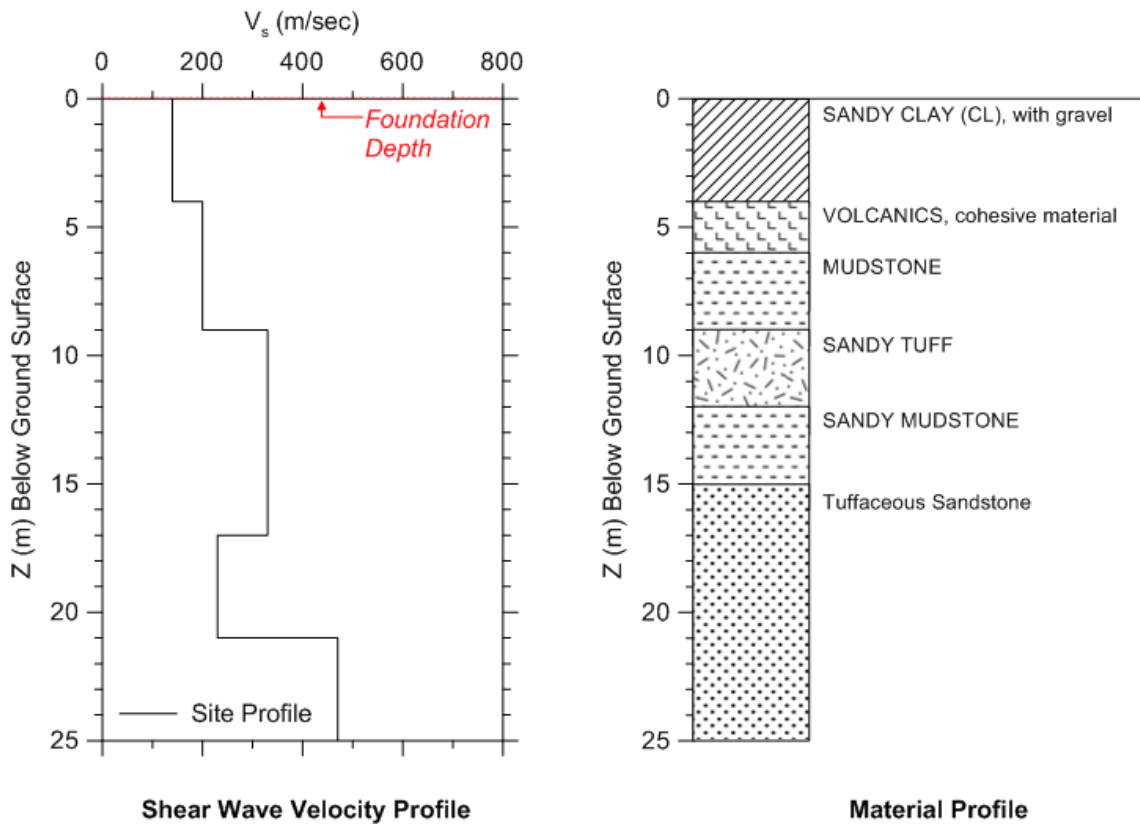 V_s (m/sec)
0 200 400 600 800
0
5
10
15
20
25
Z (m) Below Ground Surface
Foundation
Depth
Site Profile
Shear Wave Velocity Profile
0
5
10
15
20
25
Z (m) Below Ground Surface
SANDY CLAY (CL), with gravel
VOLCANICS, cohesive material
MUDSTONE
SANDY TUFF
SANDY MUDSTONE
Tuffaceous Sandstone
Material Profile